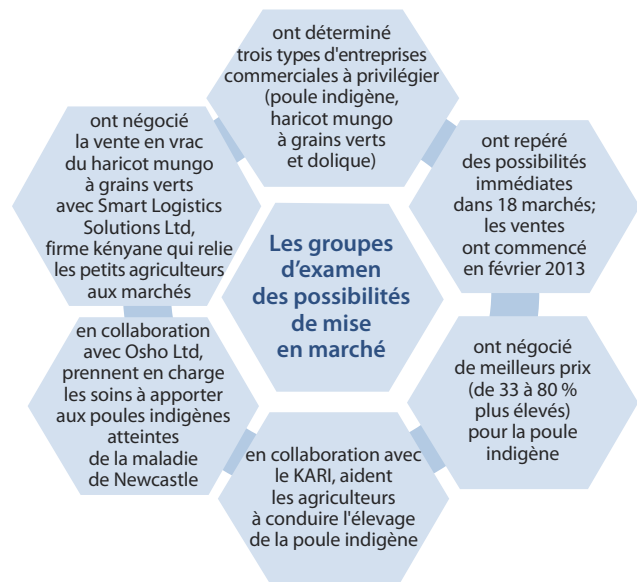 ont déterminé
trois types d'entreprises
commerciales à privilégier
(poule indigène,
haricot mungo
à grains verts
et dolique)
ont négocié
la vente en vrac
du haricot mungo
à grains verts
avec Smart Logistics
Solutions Ltd,
firme kényane qui relie
les petits agriculteurs
aux marchés
ont repéré
des possibilités
immédiates
dans 18 marchés;
les ventes
ont commencé
en février 2013
Les groupes
d’examen
des possibilités
de mise
en marché
en collaboration
avec Osho Ltd,
prennent en charge
les soins à apporter
aux poules indigènes
atteintes
de la maladie
de Newcastle
ont négocié
de meilleurs prix
(de 33 à 80 %
plus élevés)
pour la poule
indigène
en collaboration avec
le KARI, aident
les agriculteurs
à conduire l'élevage
de la poule indigène